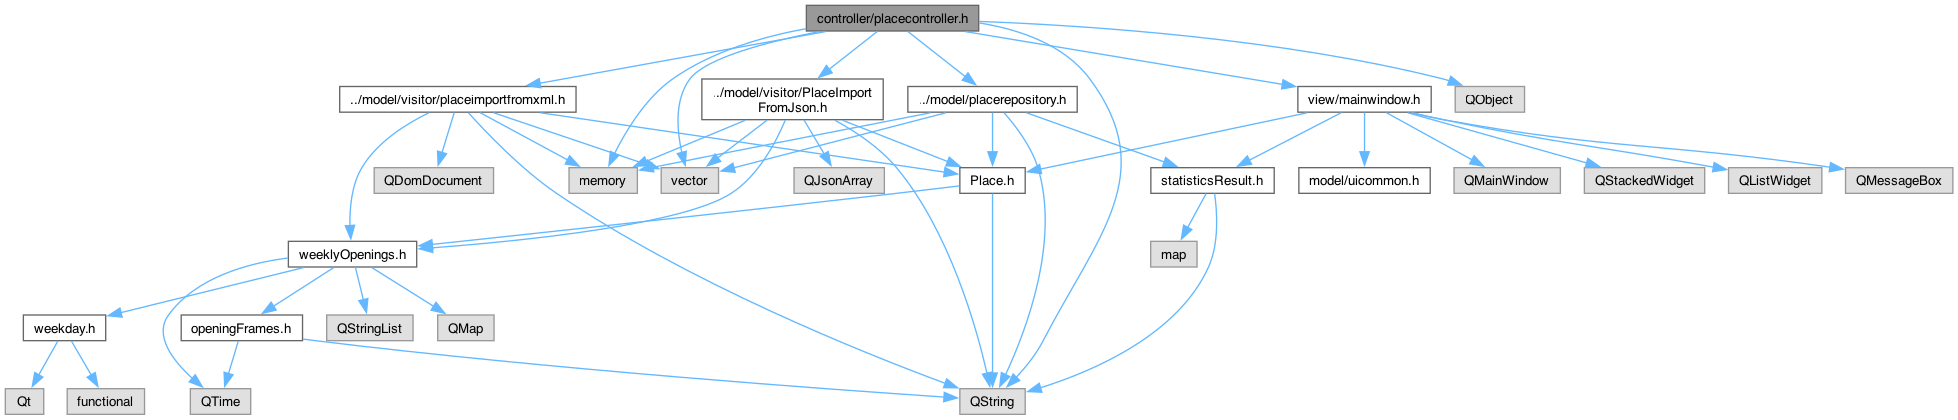 controller/placecontroller.h
../model/visitor/placeimportfromxml.h
../model/visitor/PlaceImport
FromJson.h
../model/placerepository.h
view/mainwindow.h
QObject
QDomDocument
memory
vector
QJsonArray
Place.h
statisticsResult.h
model/uicommon.h
QMainWindow
QStackedWidget
QListWidget
QMessageBox
weeklyOpenings.h
map
weekday.h
openingFrames.h
QStringList
QMap
Qt
functional
QTime
QString